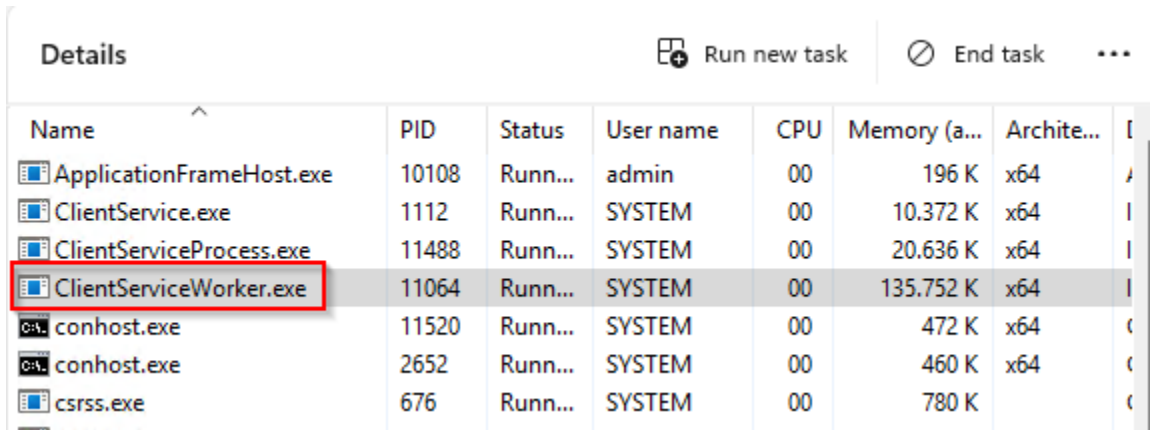 Details Run new task End task ...
Name PID Status User name CPU Memory (a... Archite...
ApplicationFrameHost.exe 10108 Runn... admin 00 196 K x64
ClientService.exe 1112 Runn... SYSTEM 00 10.372 K x64
ClientServiceProcess.exe 11488 Runn... SYSTEM 00 20.636 K x64
ClientServiceWorker.exe 11064 Runn... SYSTEM 00 135.752 K x64
conhost.exe 11520 Runn... SYSTEM 00 472 K x64
conhost.exe 2652 Runn... SYSTEM 00 460 K x64
csrss.exe 676 Runn... SYSTEM 00 780 K